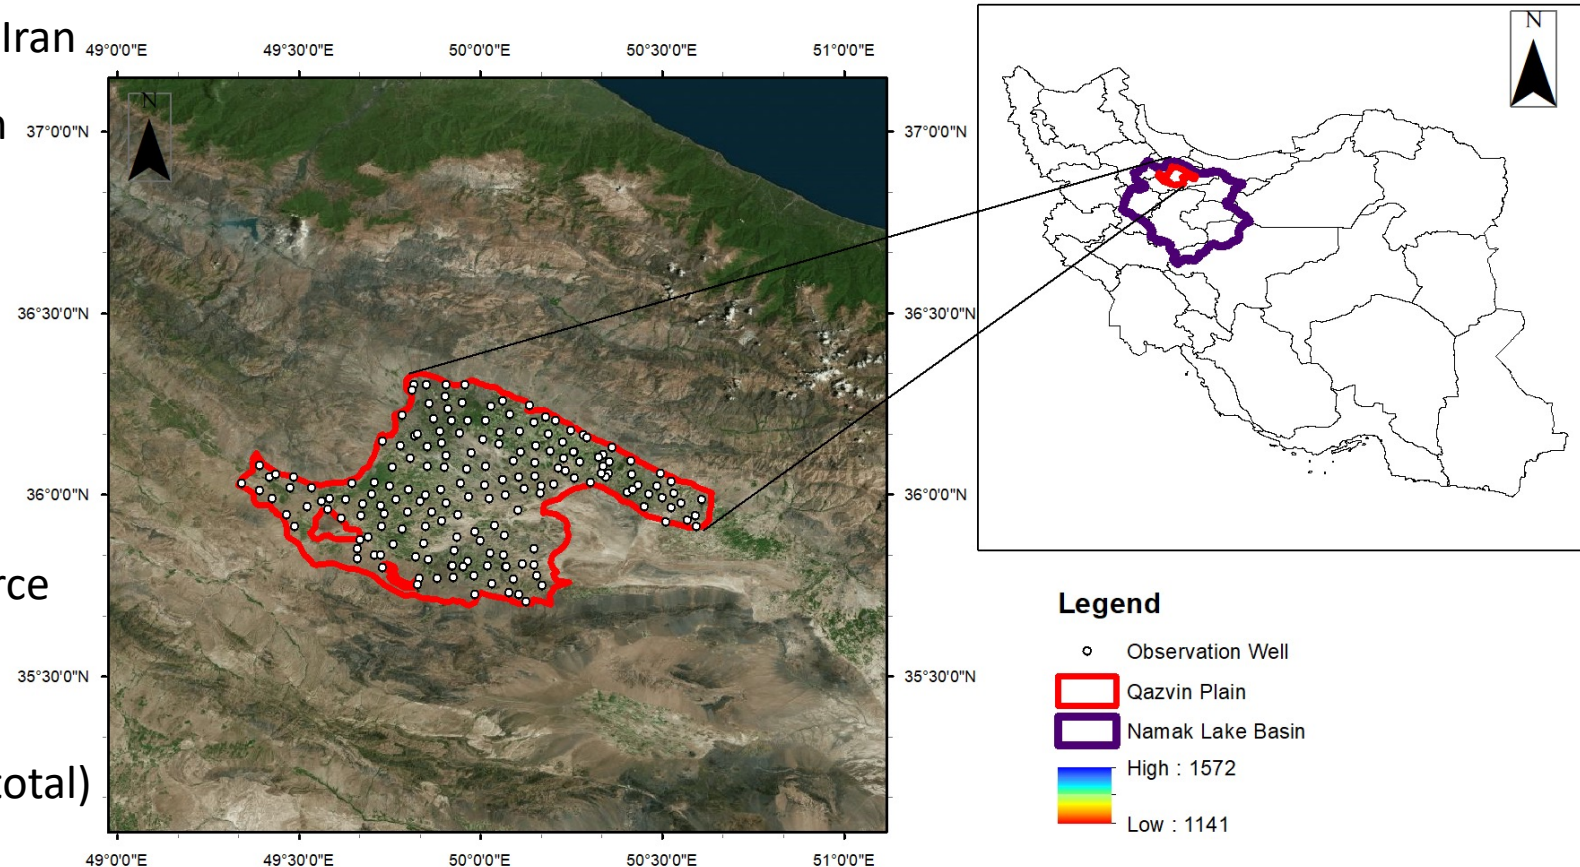 Iran
49°0'0"E 49°30'0"E 50°0'0"E 50°30'0"E 51°0'0"E
N
N
37°0'0"N 37°0'0"N
36°30'0"N 36°30'0"N
36°0'0"N 36°0'0"N
35°30'0"N 35°30'0"N
Legend
Observation Well
Qazvin Plain
Namak Lake Basin
High : 1572
Low : 1141
total)
49°0'0"E 49°30'0"E 50°0'0"E 50°30'0"E 51°0'0"E